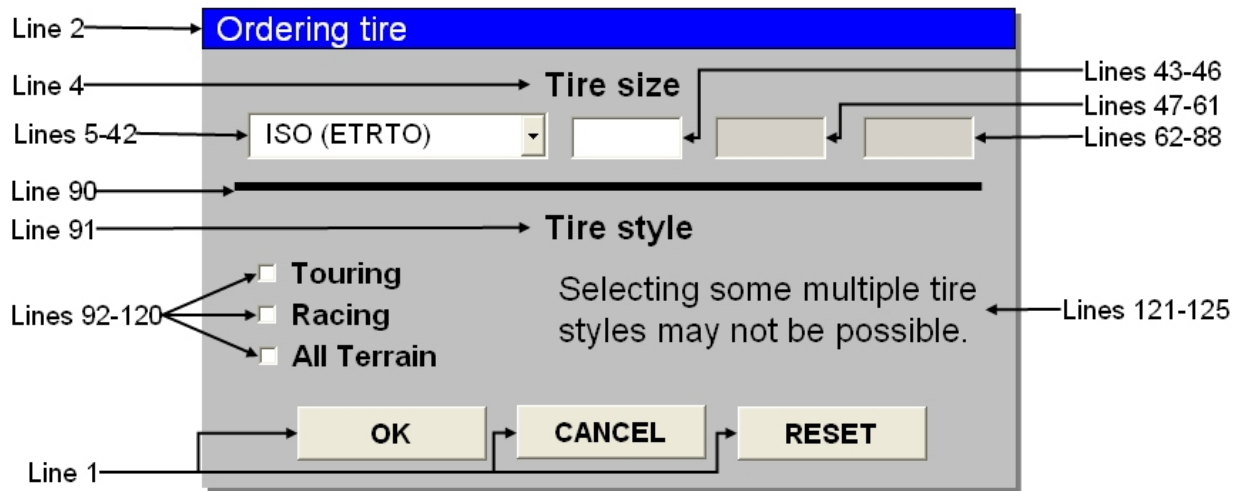 Line 2
Ordering tire
Line 4
Tire size
Lines 43-46
Lines 47-61
Lines 5-42
ISO (ETRTO)
Lines 62-88
Line 90
Line 91
Tire style
Touring
Lines 92-120
Racing
All Terrain
Selecting some multiple tire
styles may not be possible.
Lines 121-125
OK
CANCEL
RESET
Line 1